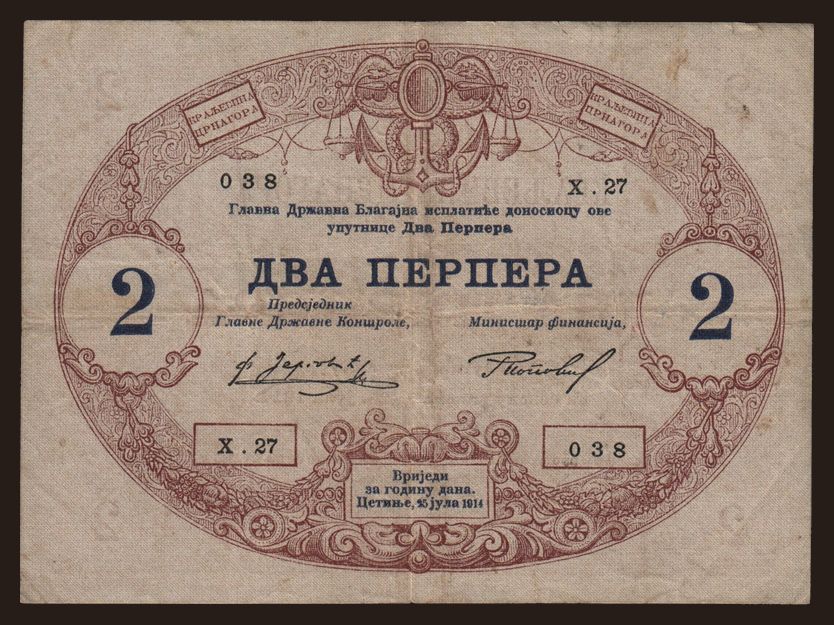 КРАЉЕВИНА
ЦРНАГОРА
КРАЉЕВИНА
ЦРНАГОРА
038
X.27
Главна Државна Благајна исплатиће доносиоцу ове
упутнице Два Перпера
2
ДВА ПЕРПЕРА
2
Предсједник
Главне Државне Контроле,
Министар финансија,
X.27
038
Вриједи
за годину дана.
Цетиње, 25 јула 1914